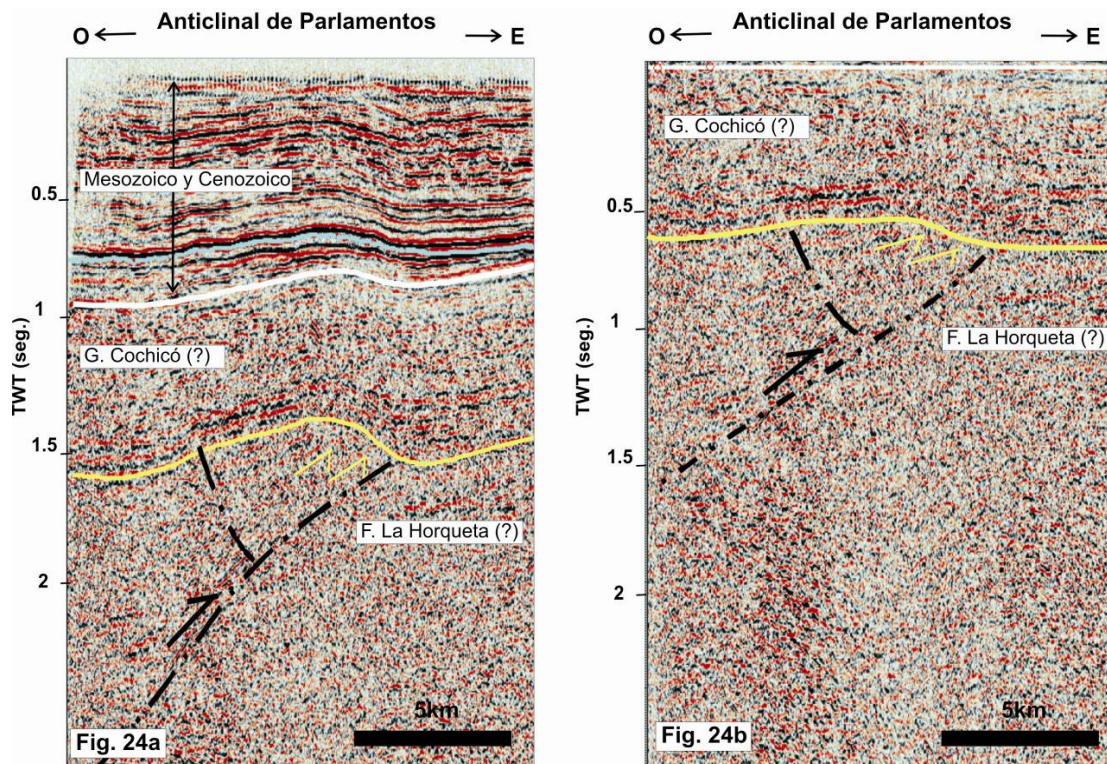 Anticlinal de Parlamentos
O E
Mesozoico y Cenozoico
0.5
1
G. Cochicó (?)
TWT (seg.)
1.5
F. La Horqueta (?)
2
5km
Fig. 24a
Anticlinal de Parlamentos
O E
G. Cochicó (?)
0.5
1
F. La Horqueta (?)
TWT (seg.)
1.5
2
5km
Fig. 24b